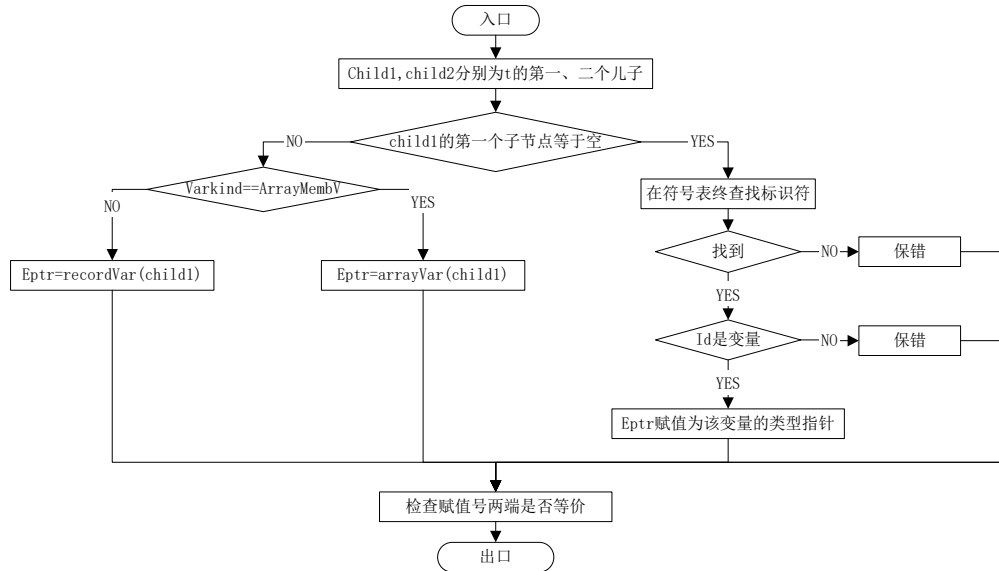 入口
Child1,child2分别为t的第一、二个儿子
child1的第一个子节点等于空
NO
YES
Varkind==ArrayMembV
NO
YES
在符号表终查找标识符
找到
NO
保错
Eptr=recordVar(child1)
Eptr=arrayVar(child1)
YES
Id是变量
NO
保错
YES
Eptr赋值为该变量的类型指针
检查赋值号两端是否等价
出口